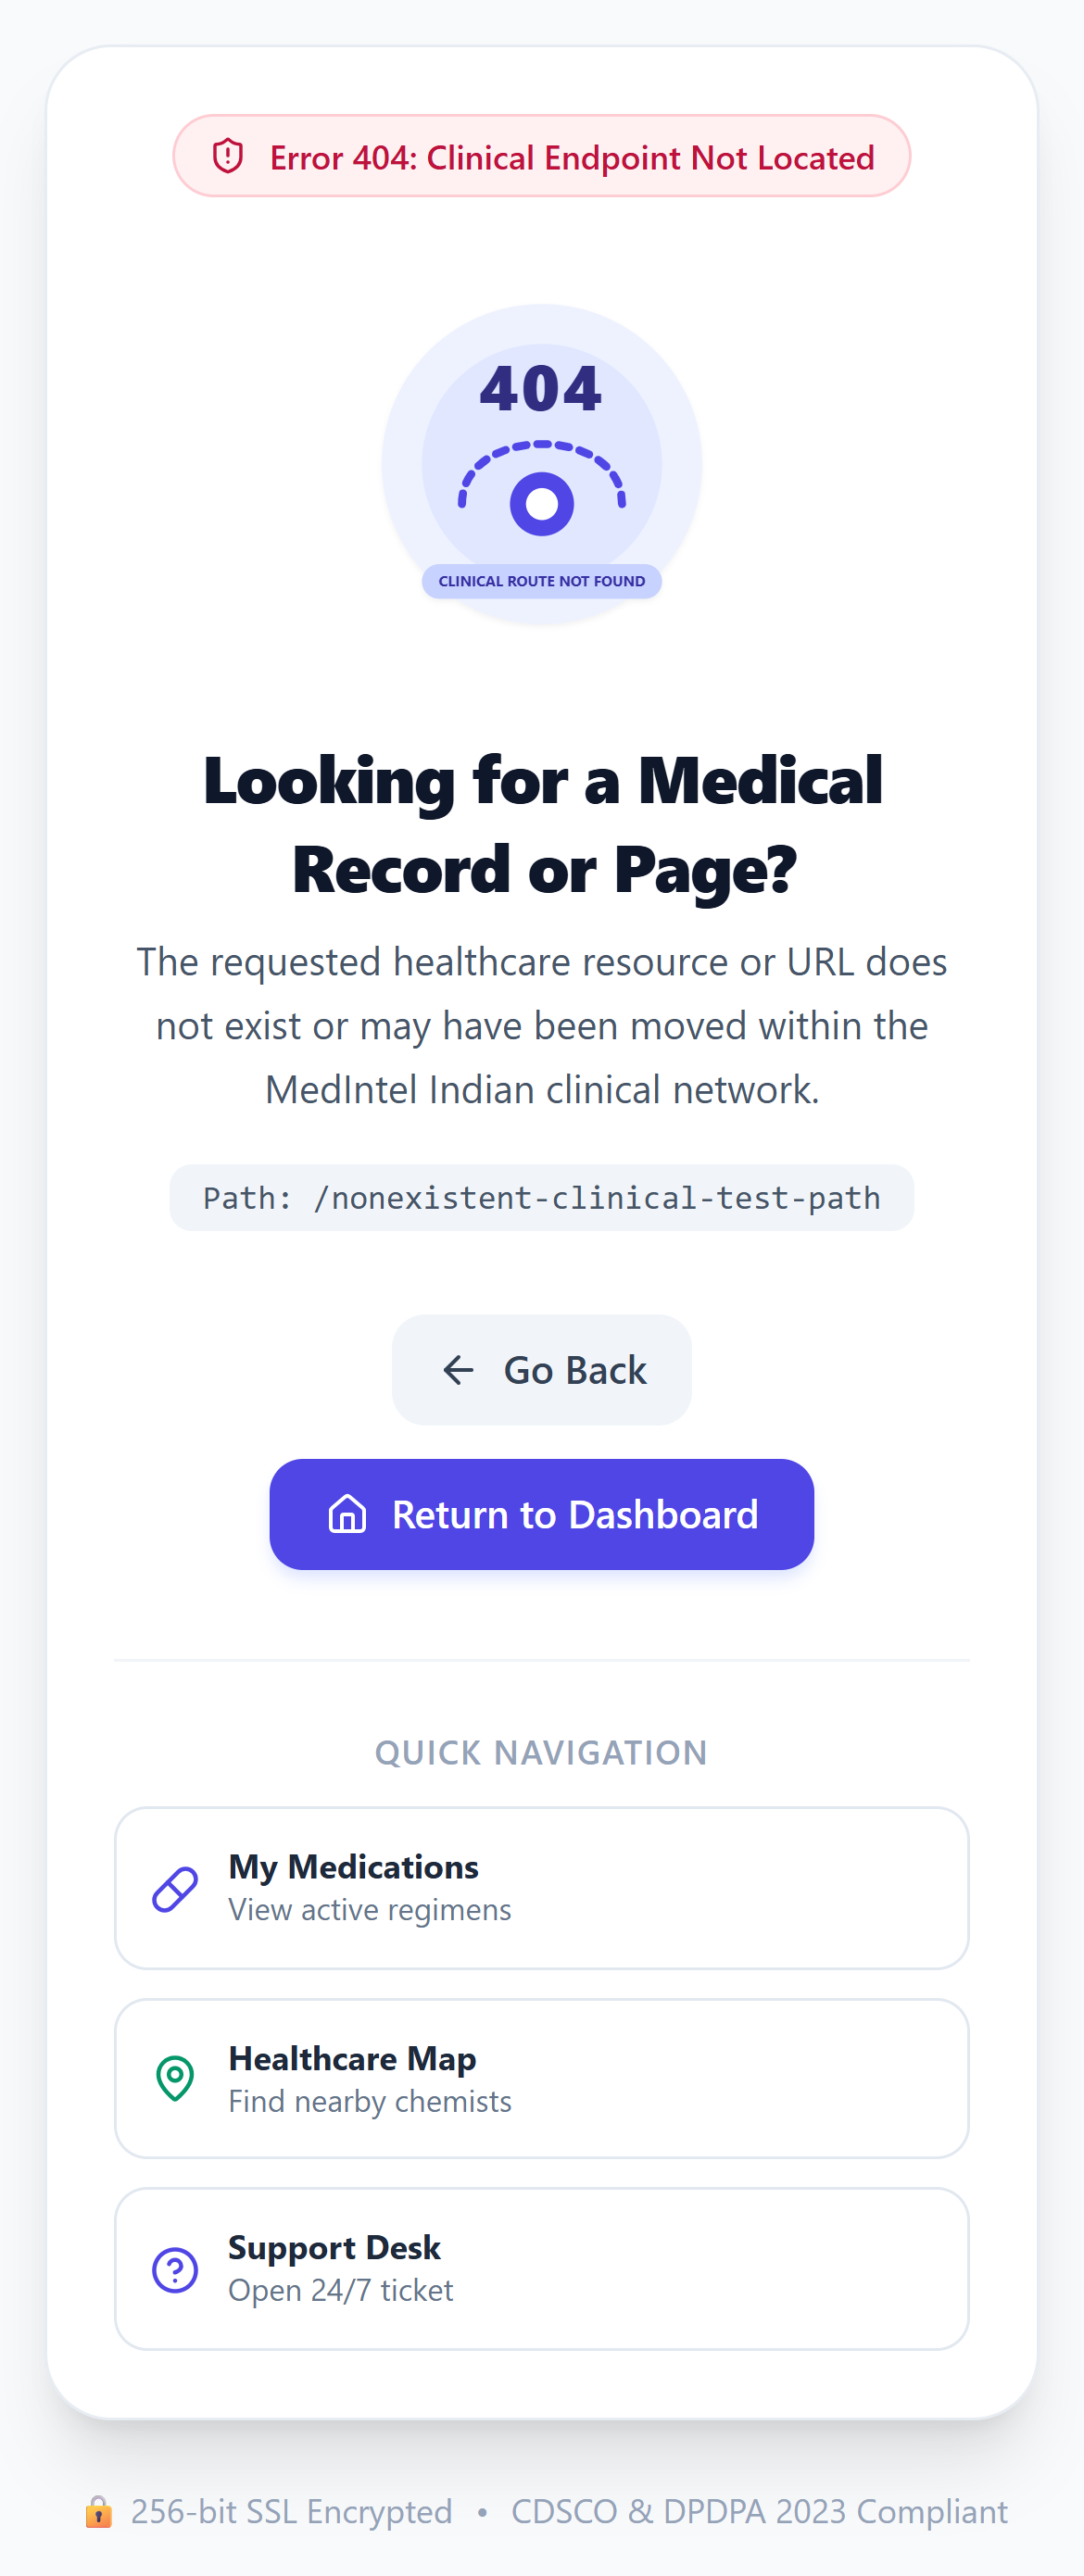 Error 404: Clinical Endpoint Not Located
404
CLINICAL ROUTE NOT FOUND
Looking for a Medical
Record or Page?
The requested healthcare resource or URL does
not exist or may have been moved within the
MedIntel Indian clinical network.
Path: /nonexistent-clinical-test-path
Go Back
Return to Dashboard
QUICK NAVIGATION
My Medications
View active regimens
Healthcare Map
Find nearby chemists
Support Desk
Open 24/7 ticket
256-bit SSL Encrypted • CDSCO & DPDPA 2023 Compliant